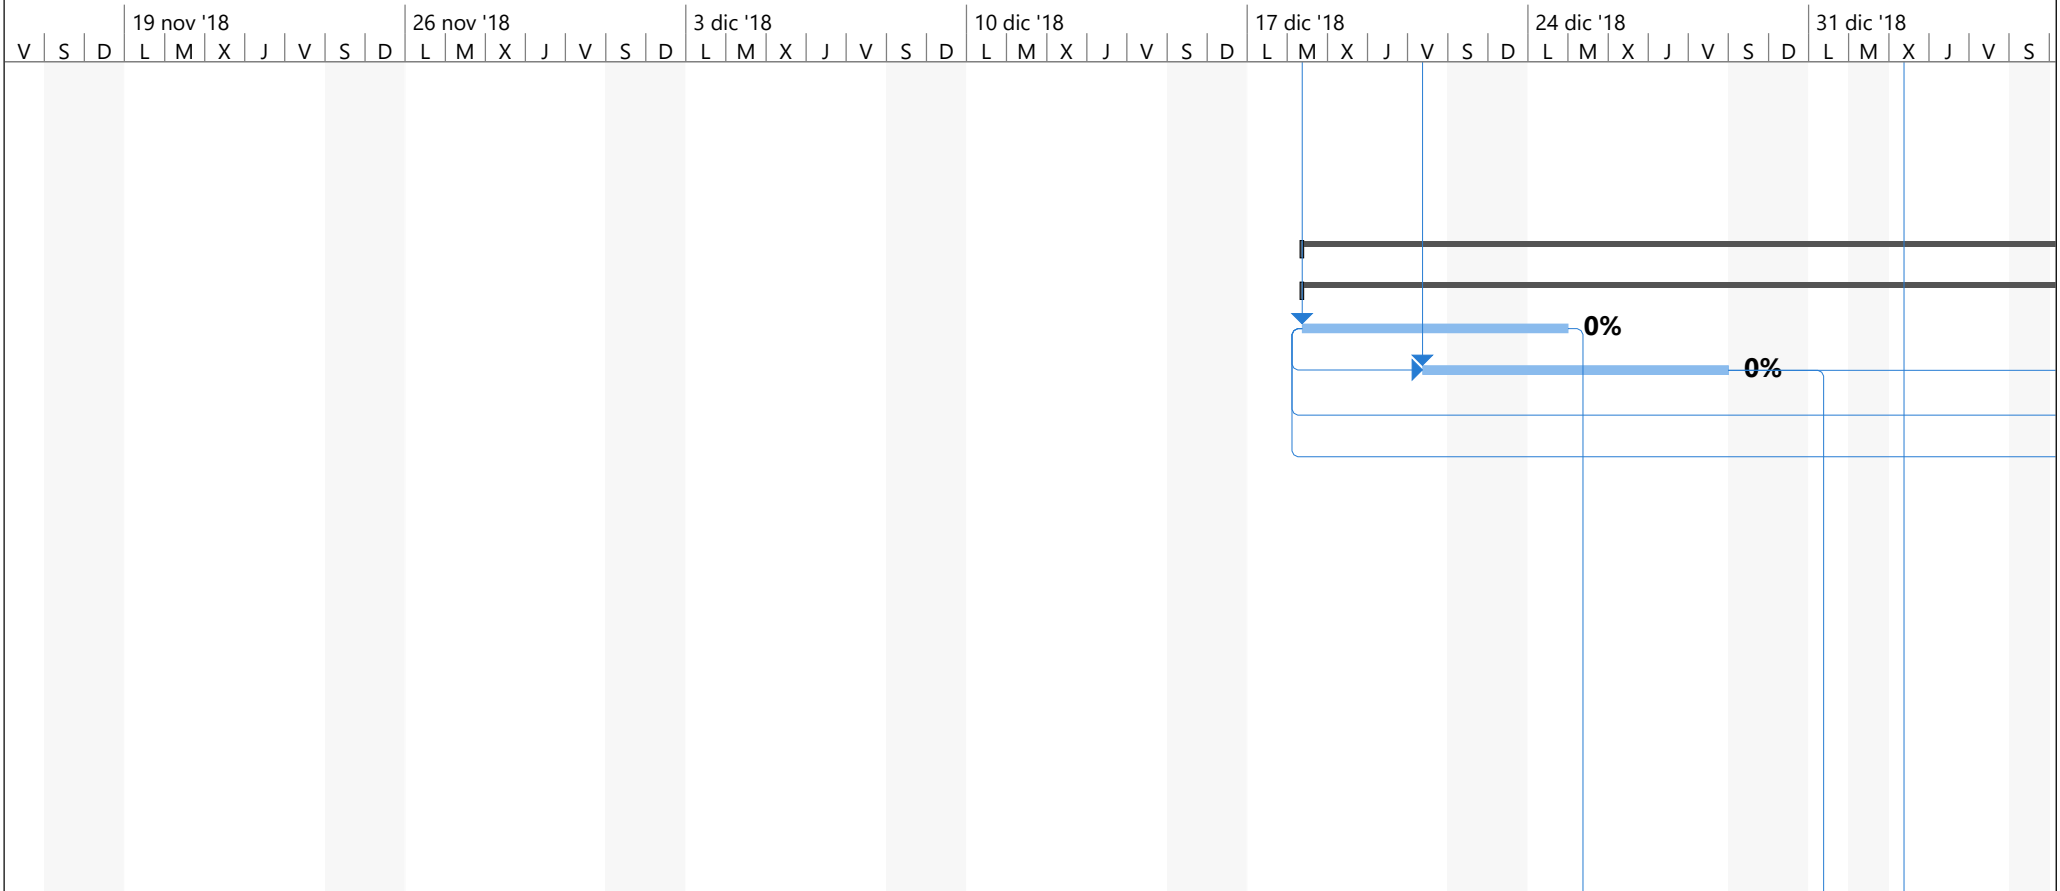 19 nov '18 26 nov '18 3 dic '18 10 dic '18 17 dic '18 24 dic '18 31 dic '18
V S D L M X J V S D L M X J V S D L M X J V S D L M X J V S D L M X J V S D L M X J V S D L M X J V S
0%
0%